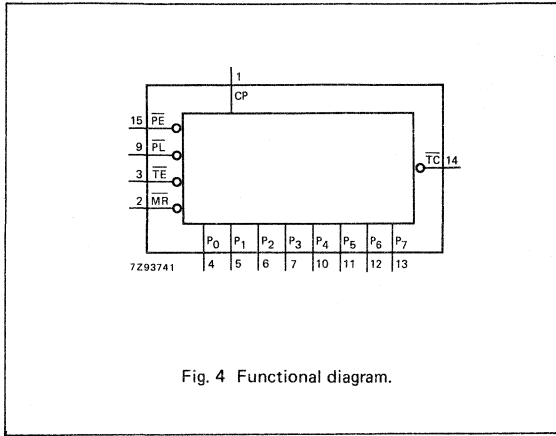 1
CP
15 PE
9 PL
3 TE
2 MR
TC 14
P0 P1 P2 P3 P4 P5 P6 P7
7Z93741
4 5 6 7 10 11 12 13
Fig. 4 Functional diagram.